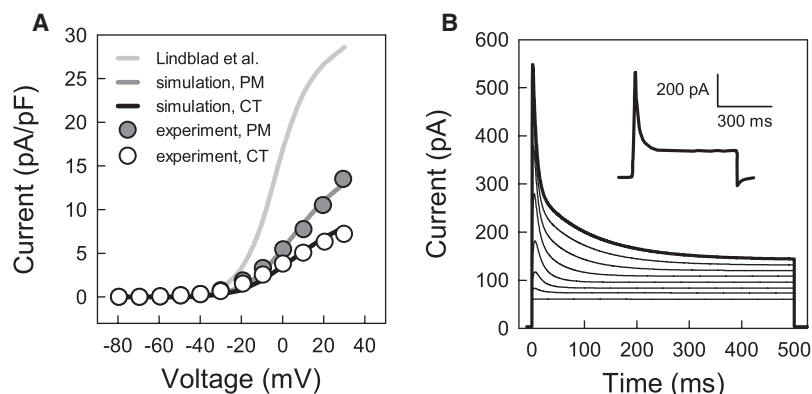 A
30
25
20
15
10
5
0
Current (pA/pF)
Lindblad et al.
simulation, PM
simulation, CT
experiment, PM
experiment, CT
-80 -60 -40 -20 0 20 40
Voltage (mV)
B
600
500
400
300
200
100
0
Current (pA)
200 pA
300 ms
0 100 200 300 400 500
Time (ms)